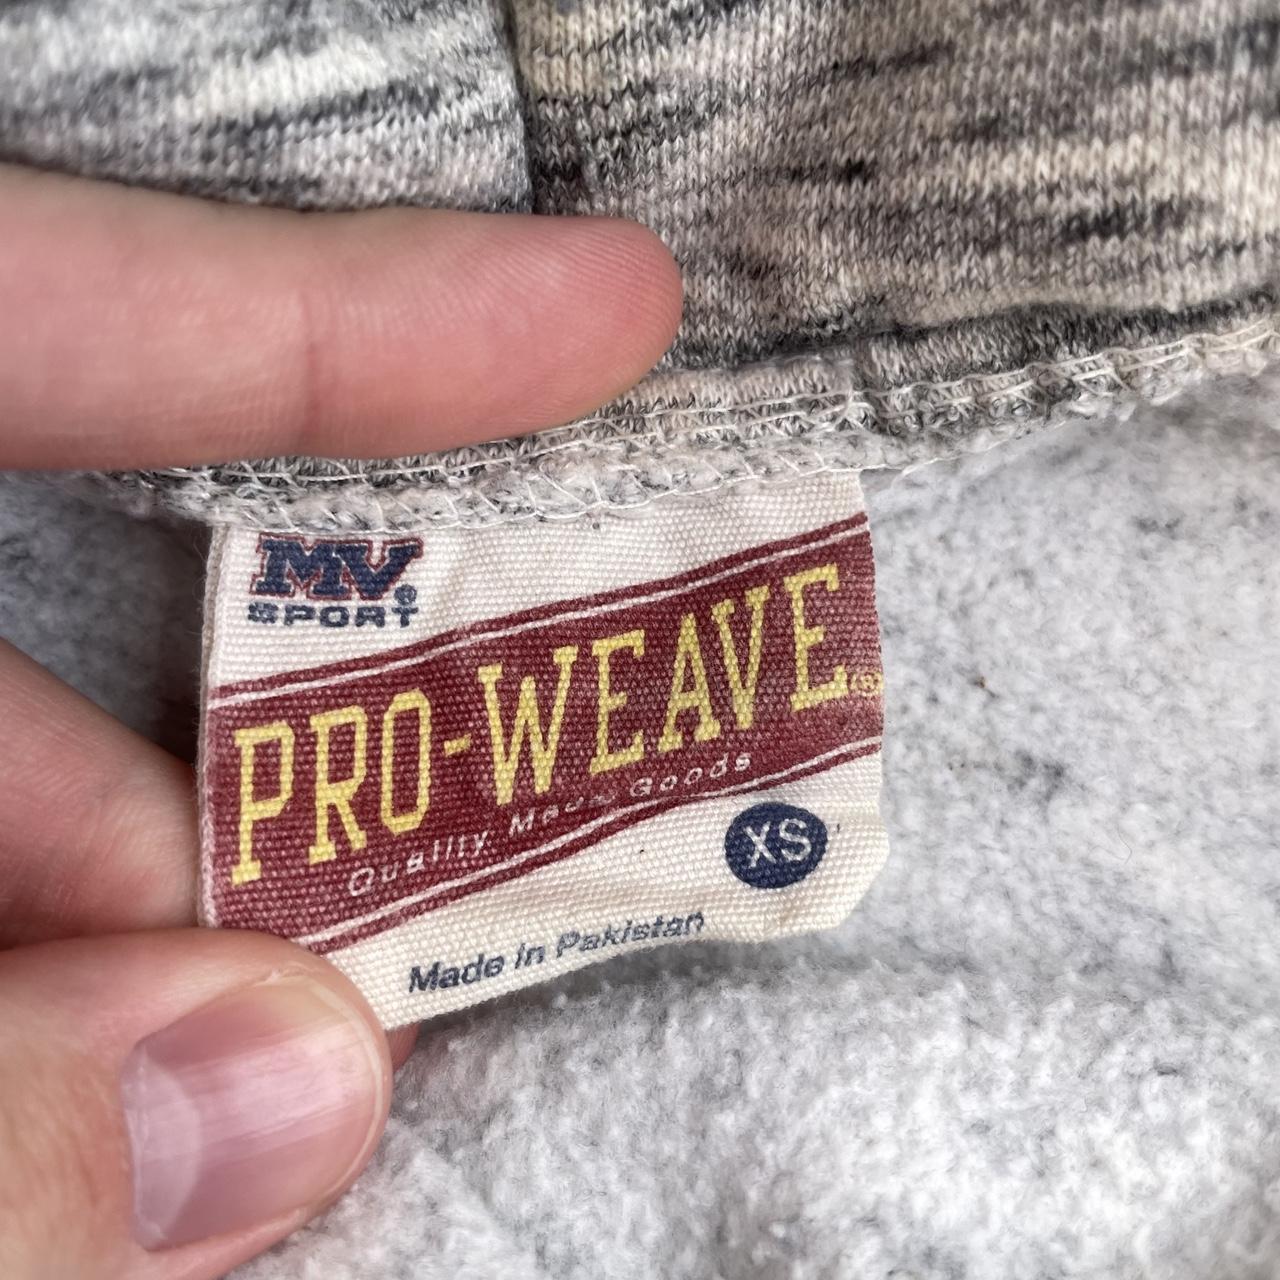 MV®
SPORT
PRO-WEAVE®
Quality Made Goods
XS
Made in Pakistan